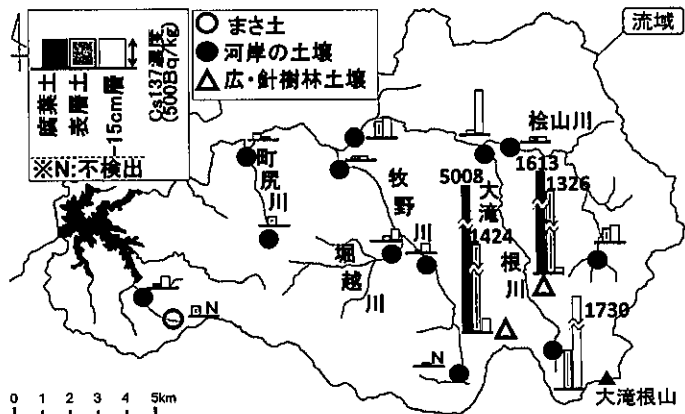 まさ土
河岸の土壌
広・針樹林土壌
腐葉土
表層土
-15cm層
Cs137濃度
(500Bq/kg)
※N:不検出
流域
桧山川
町尻川
牧野川
堀越川
大滝根川
5008
1424
1613
1326
1730
N
N
大滝根山
0 1 2 3 4 5km